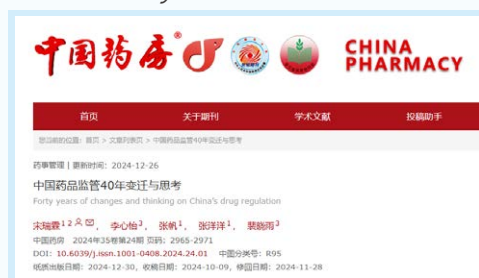 中国药房
CHINA
PHARMACY
首页 关于期刊 学术文献 投稿助手
您当前的位置: 首页 > 文章列表页 > 中国药品监管40年变迁与思考
药事管理 | 更新时间: 2024-12-26
中国药品监管40年变迁与思考
Forty years of changes and thinking on China's drug regulation
宋瑞霖1 2, 李心怡3, 张帆1, 张洋洋1, 裴晓雨3
中国药房 2024年35卷第24期 页码: 2965-2971
DOI: 10.6039/j.issn.1001-0408.2024.24.01 中图分类号: R95
纸质出版日期: 2024-12-30, 收稿日期: 2024-10-09, 修回日期: 2024-11-28